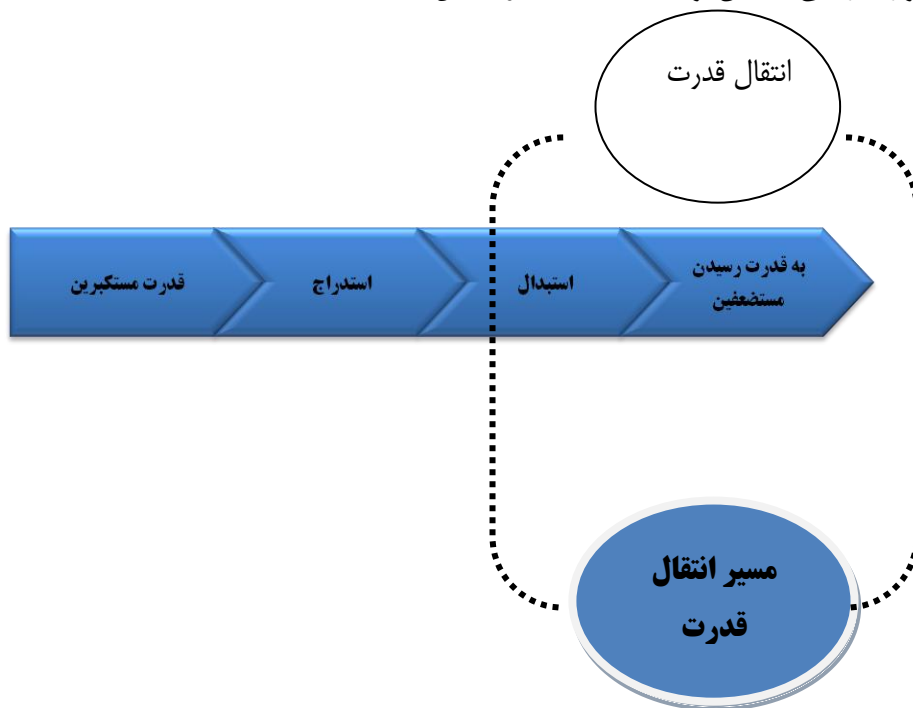 انتقال قدرت
قدرت مستکبرین
استدراج
استبدال
به قدرت رسیدن
مستضعفین
مسیر انتقال
قدرت